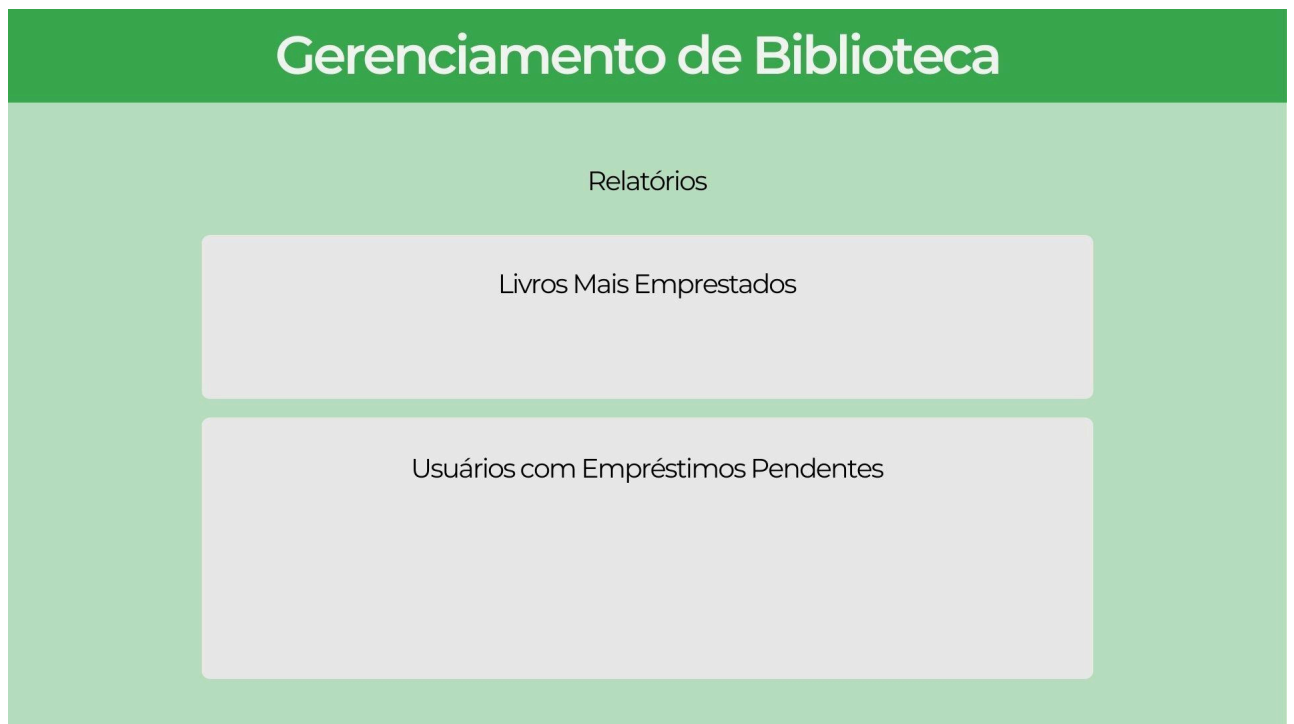 Gerenciamento de Biblioteca
Relatórios
Livros Mais Emprestados
Usuários com Empréstimos Pendentes